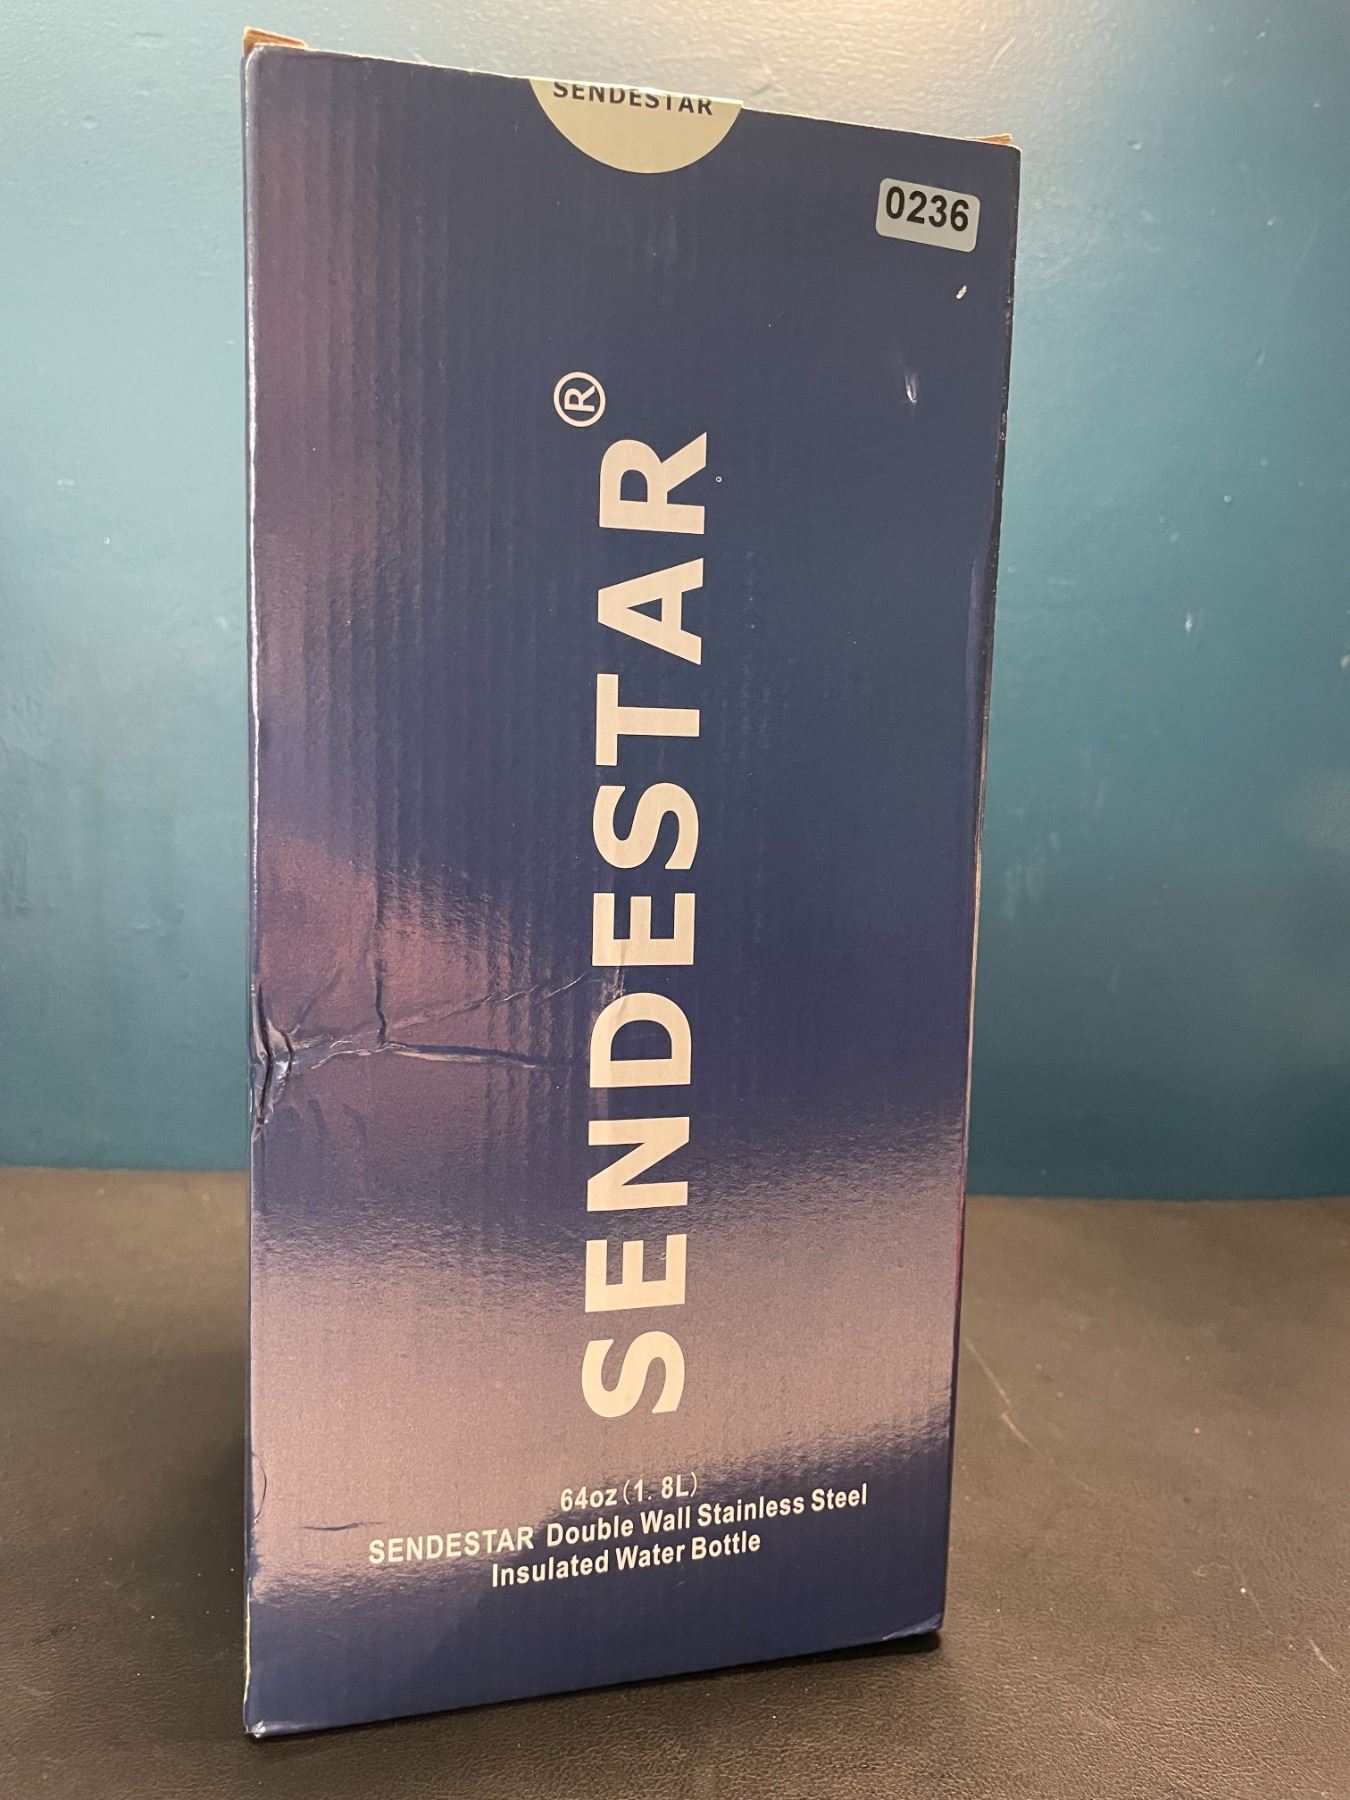 SENDESTAR
0236
SENDESTAR®
64oz (1. 8L)
SENDESTAR Double Wall Stainless Steel
Insulated Water Bottle